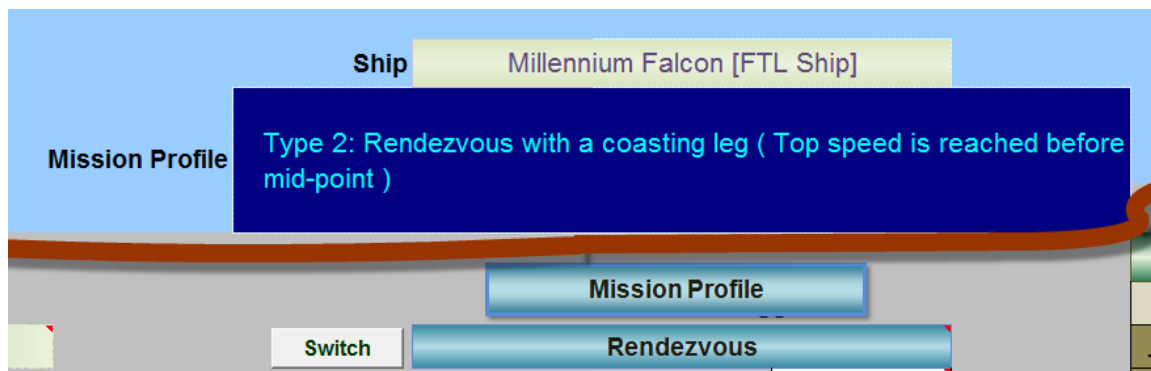 Ship Millennium Falcon [FTL Ship]
Mission Profile
Type 2: Rendezvous with a coasting leg ( Top speed is reached before
mid-point )
Mission Profile
Switch Rendezvous